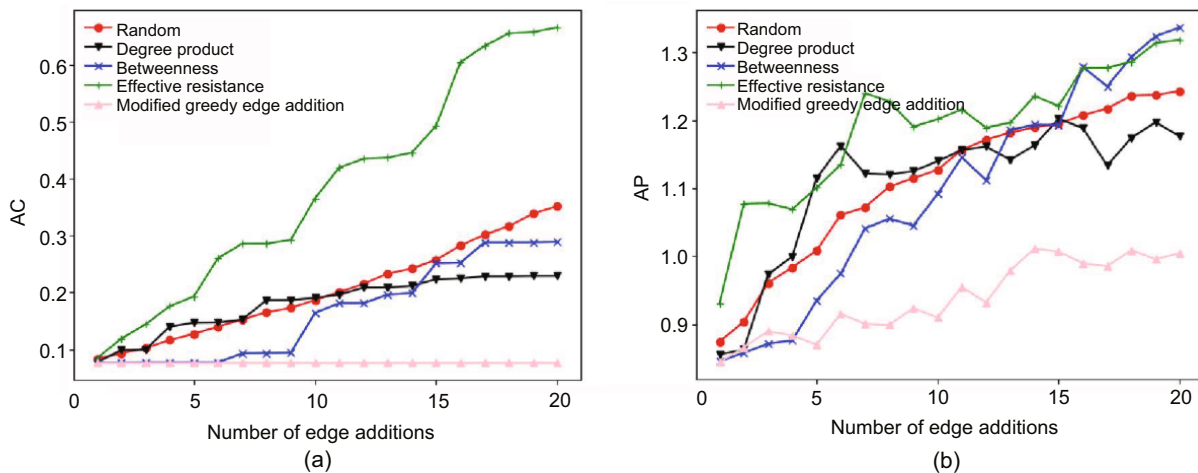 Random
Degree product
Betweenness
Effective resistance
Modified greedy edge addition
AC
0.6
0.5
0.4
0.3
0.2
0.1
0 5 10 15 20
Number of edge additions
(a)
Random
Degree product
Betweenness
Effective resistance
Modified greedy edge addition
AP
1.3
1.2
1.1
1.0
0.9
0 5 10 15 20
Number of edge additions
(b)